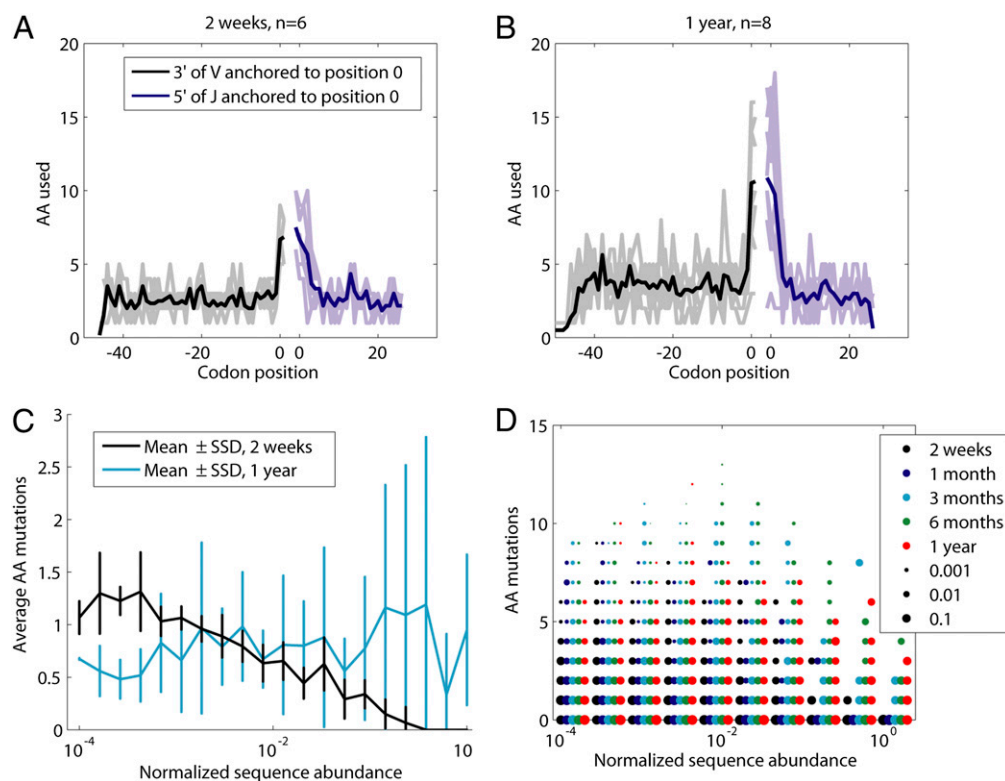 A
2 weeks, n=6
20
15
10
5
0
AA used
3' of V anchored to position 0
5' of J anchored to position 0
-40
-20
0
0
20
Codon position
B
1 year, n=8
20
15
10
5
0
AA used
-40
-20
0
0
20
Codon position
C
3
2.5
2
1.5
1
0.5
0
Average AA mutations
Mean ± SSD, 2 weeks
Mean ± SSD, 1 year
10-4
10-2
10
Normalized sequence abundance
D
15
10
5
0
AA mutations
2 weeks
1 month
3 months
6 months
1 year
0.001
0.01
0.1
10-4
10-2
100
Normalized sequence abundance